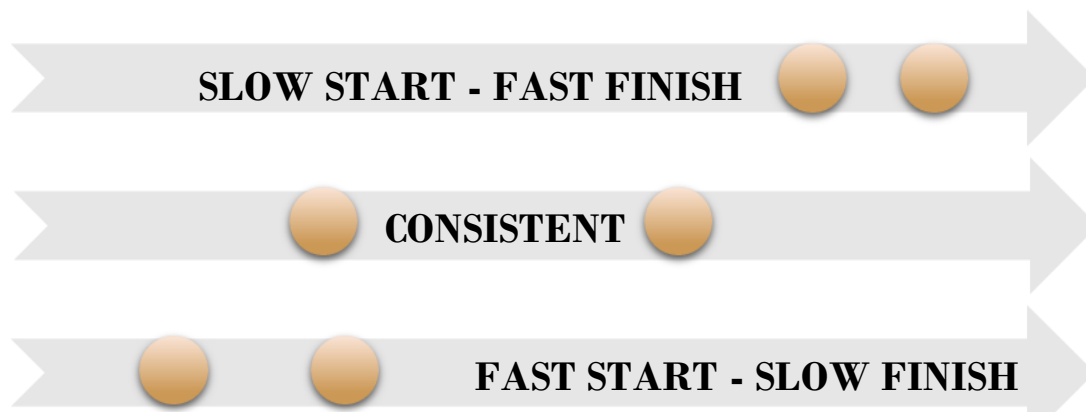 SLOW START - FAST FINISH
CONSISTENT
FAST START - SLOW FINISH